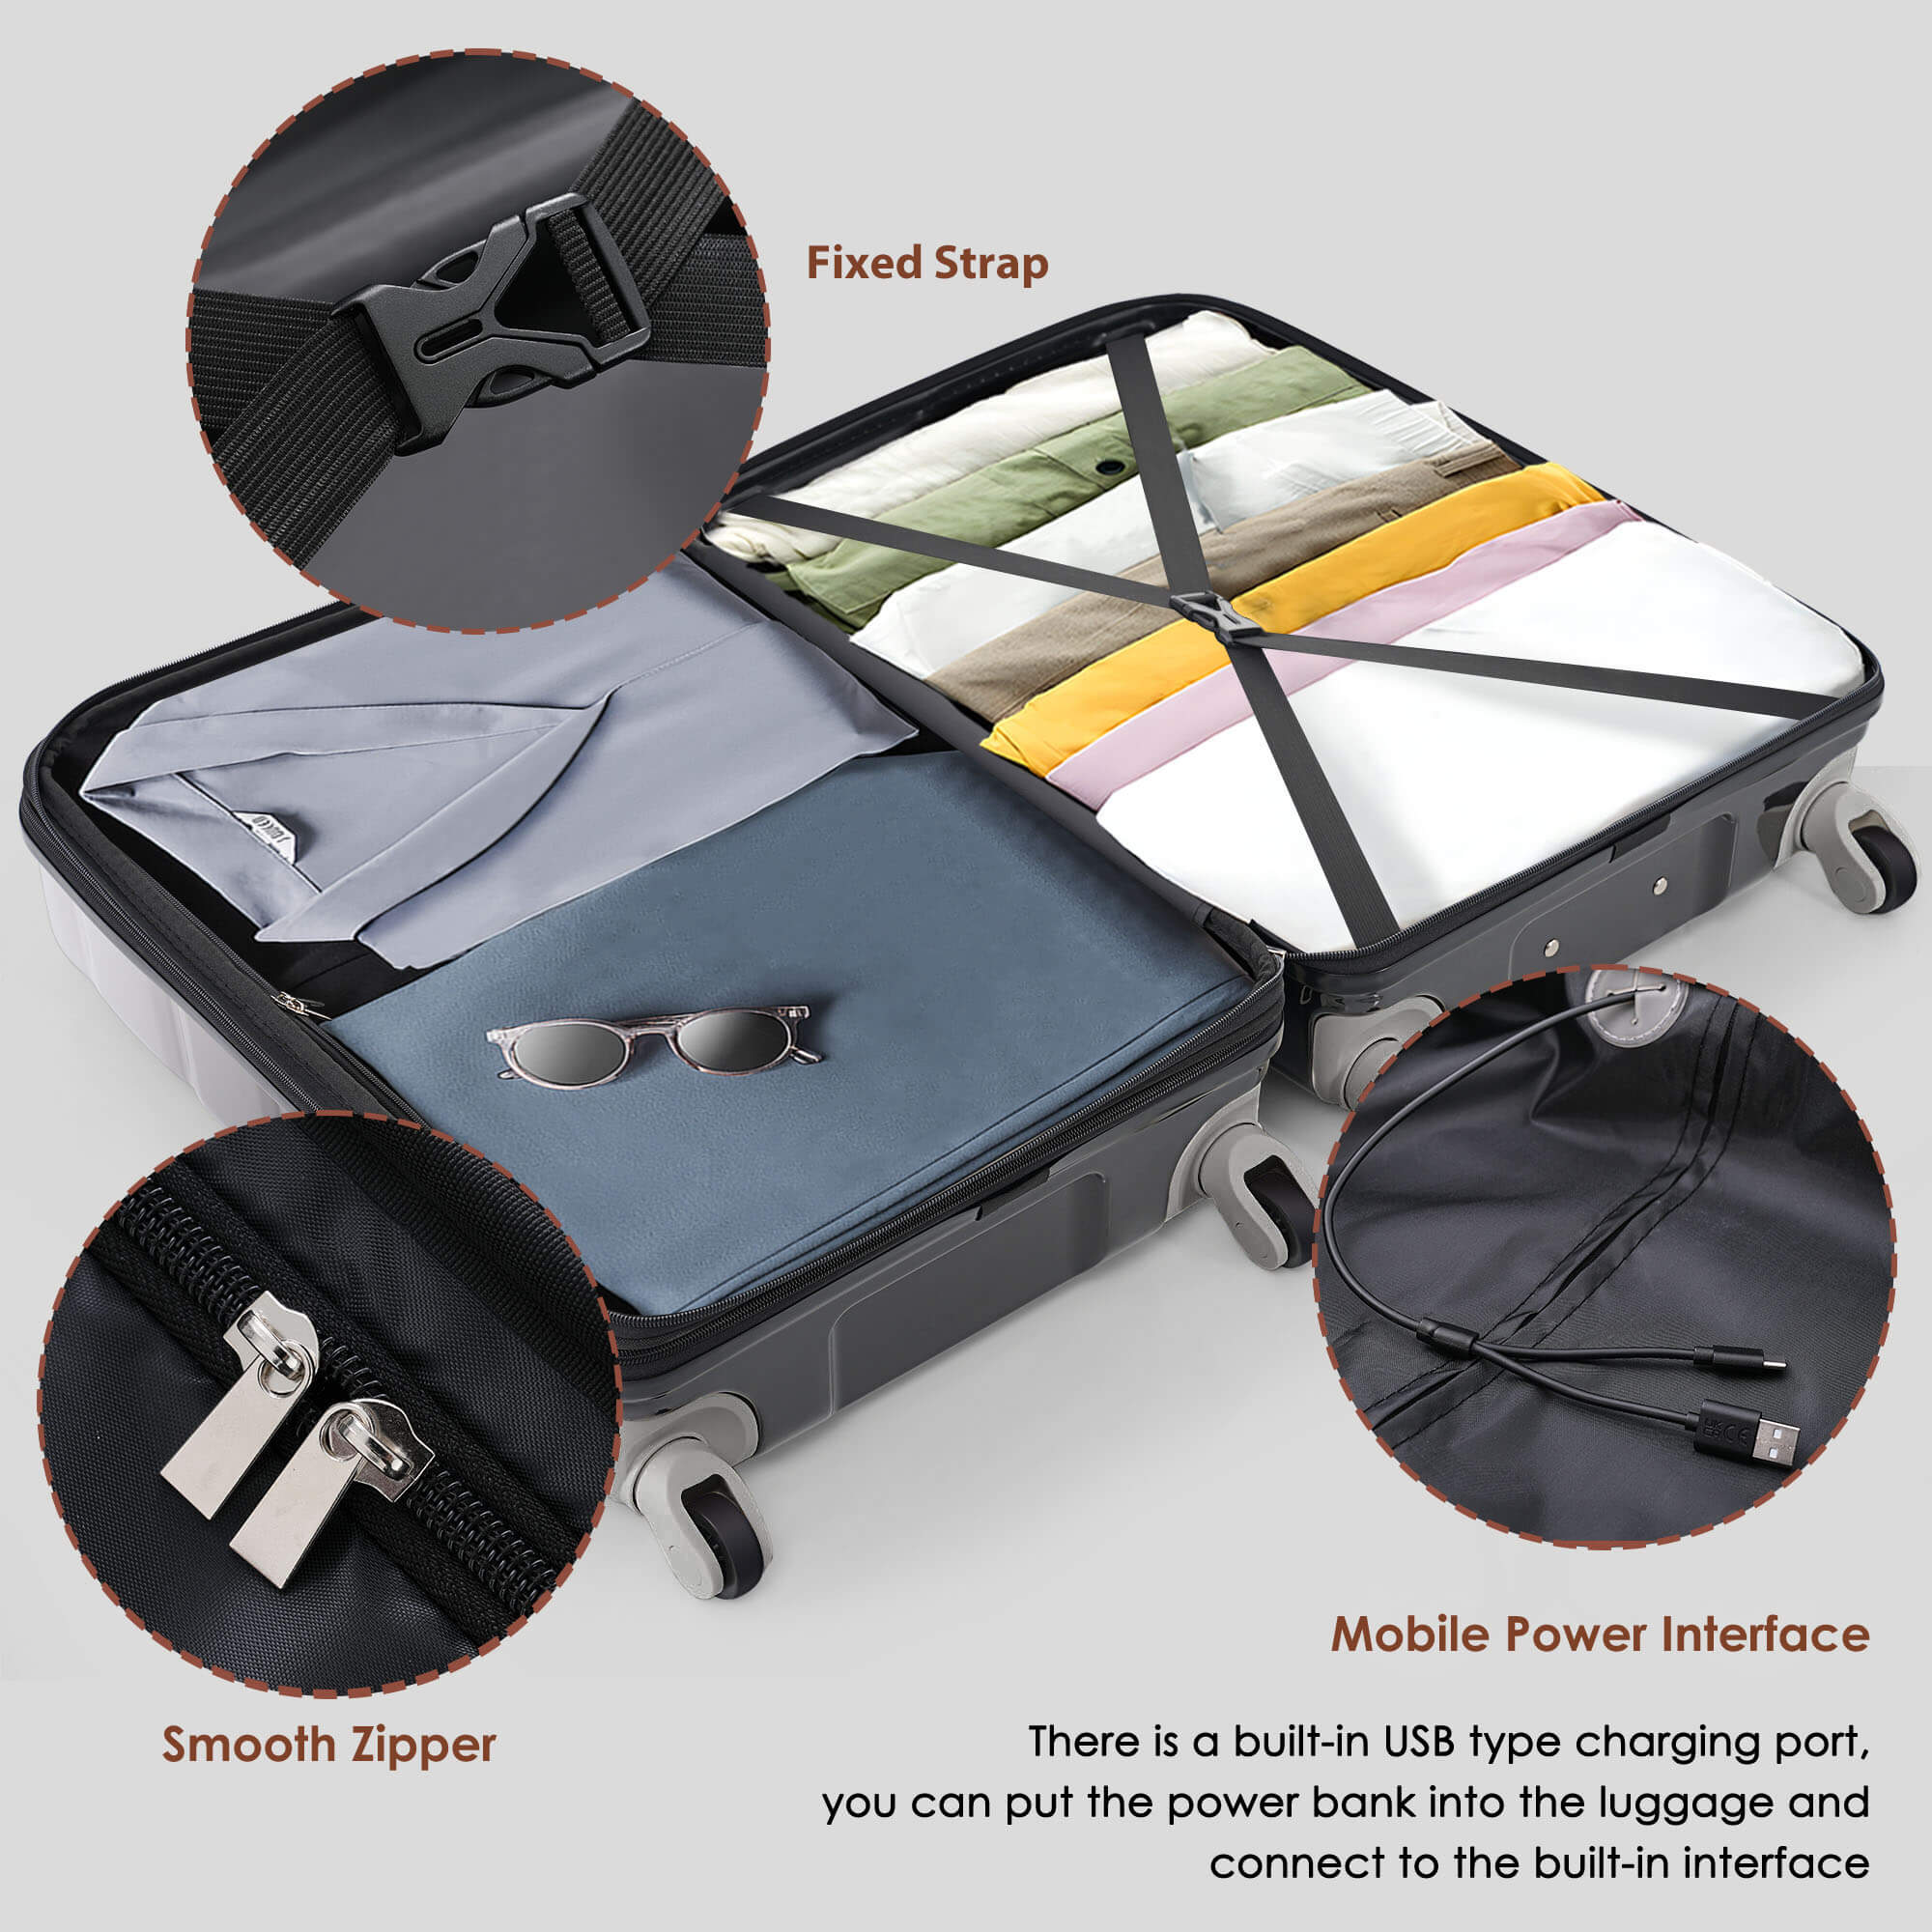 Fixed Strap
Smooth Zipper
Mobile Power Interface
There is a built-in USB type charging port,
you can put the power bank into the luggage and
connect to the built-in interface